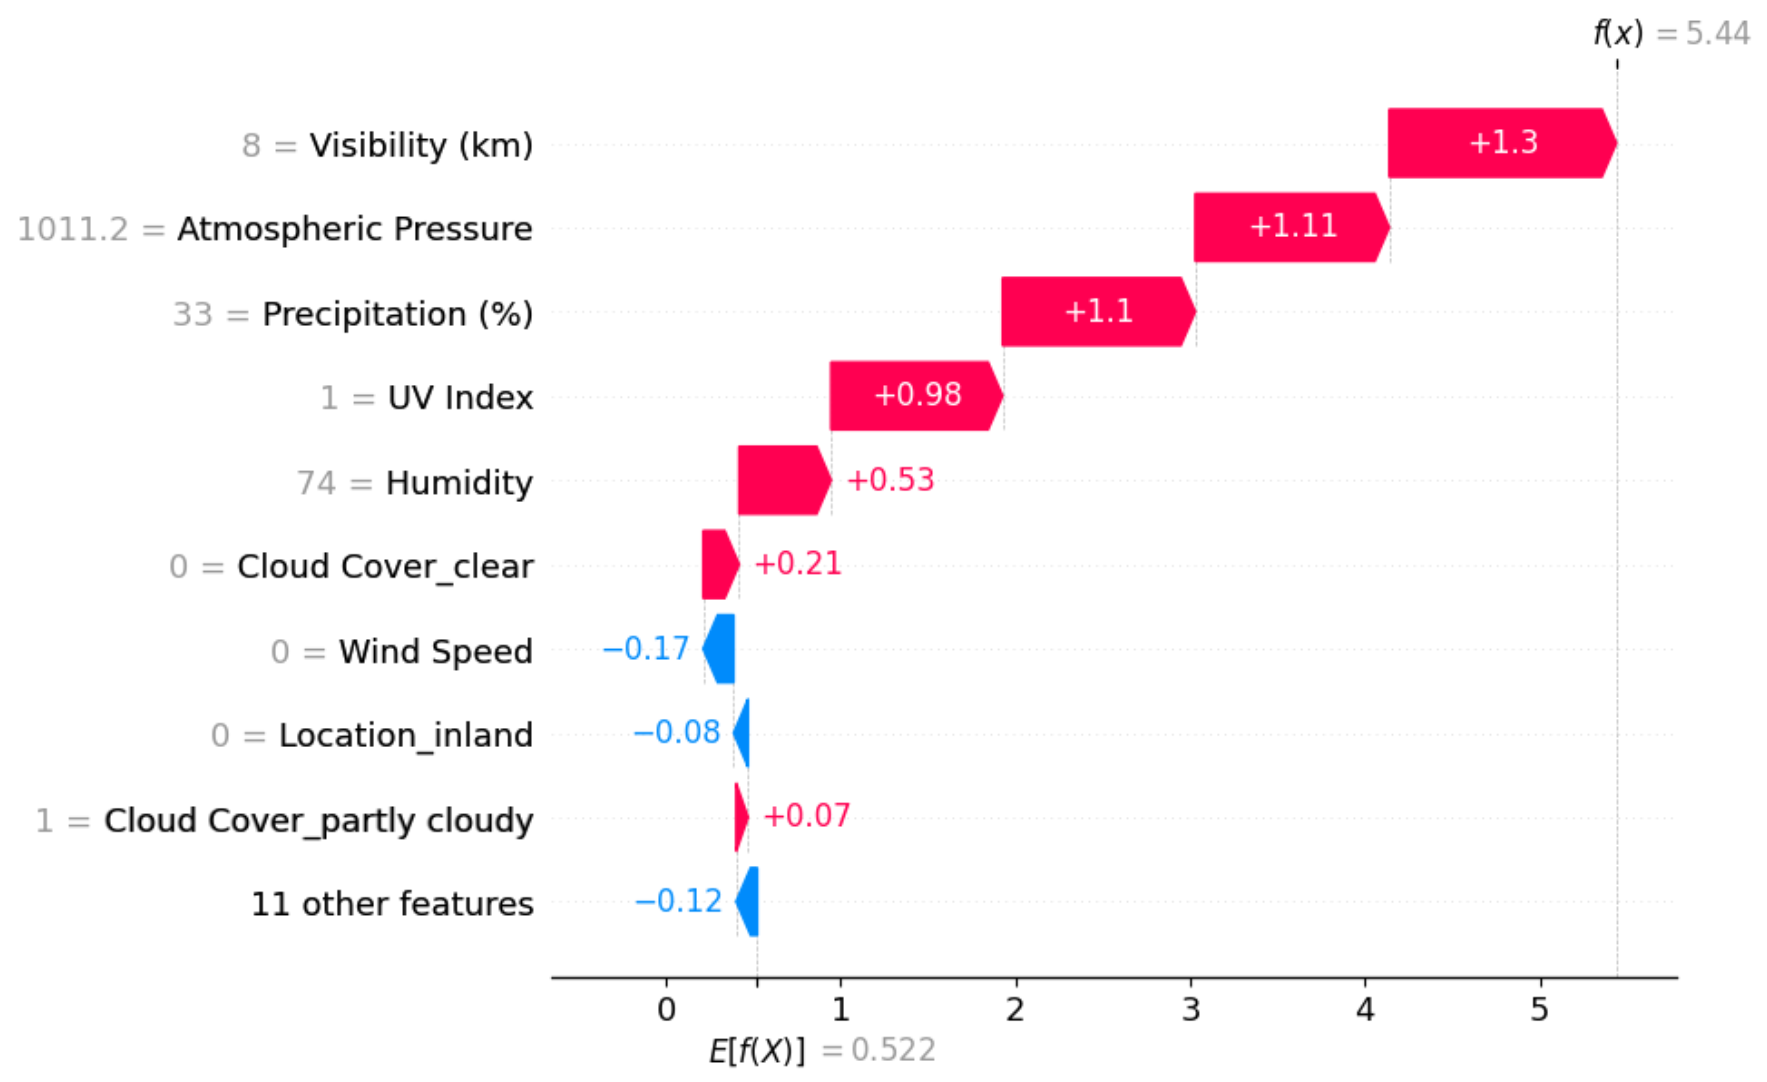 f(x) = 5.44
8 = Visibility (km)
+1.3
1011.2 = Atmospheric Pressure
+1.11
33 = Precipitation (%)
+1.1
1 = UV Index
+0.98
74 = Humidity
+0.53
0 = Cloud Cover_clear
+0.21
0 = Wind Speed
−0.17
0 = Location_inland
−0.08
1 = Cloud Cover_partly cloudy
+0.07
11 other features
−0.12
0 1 2 3 4 5
E[f(X)] = 0.522